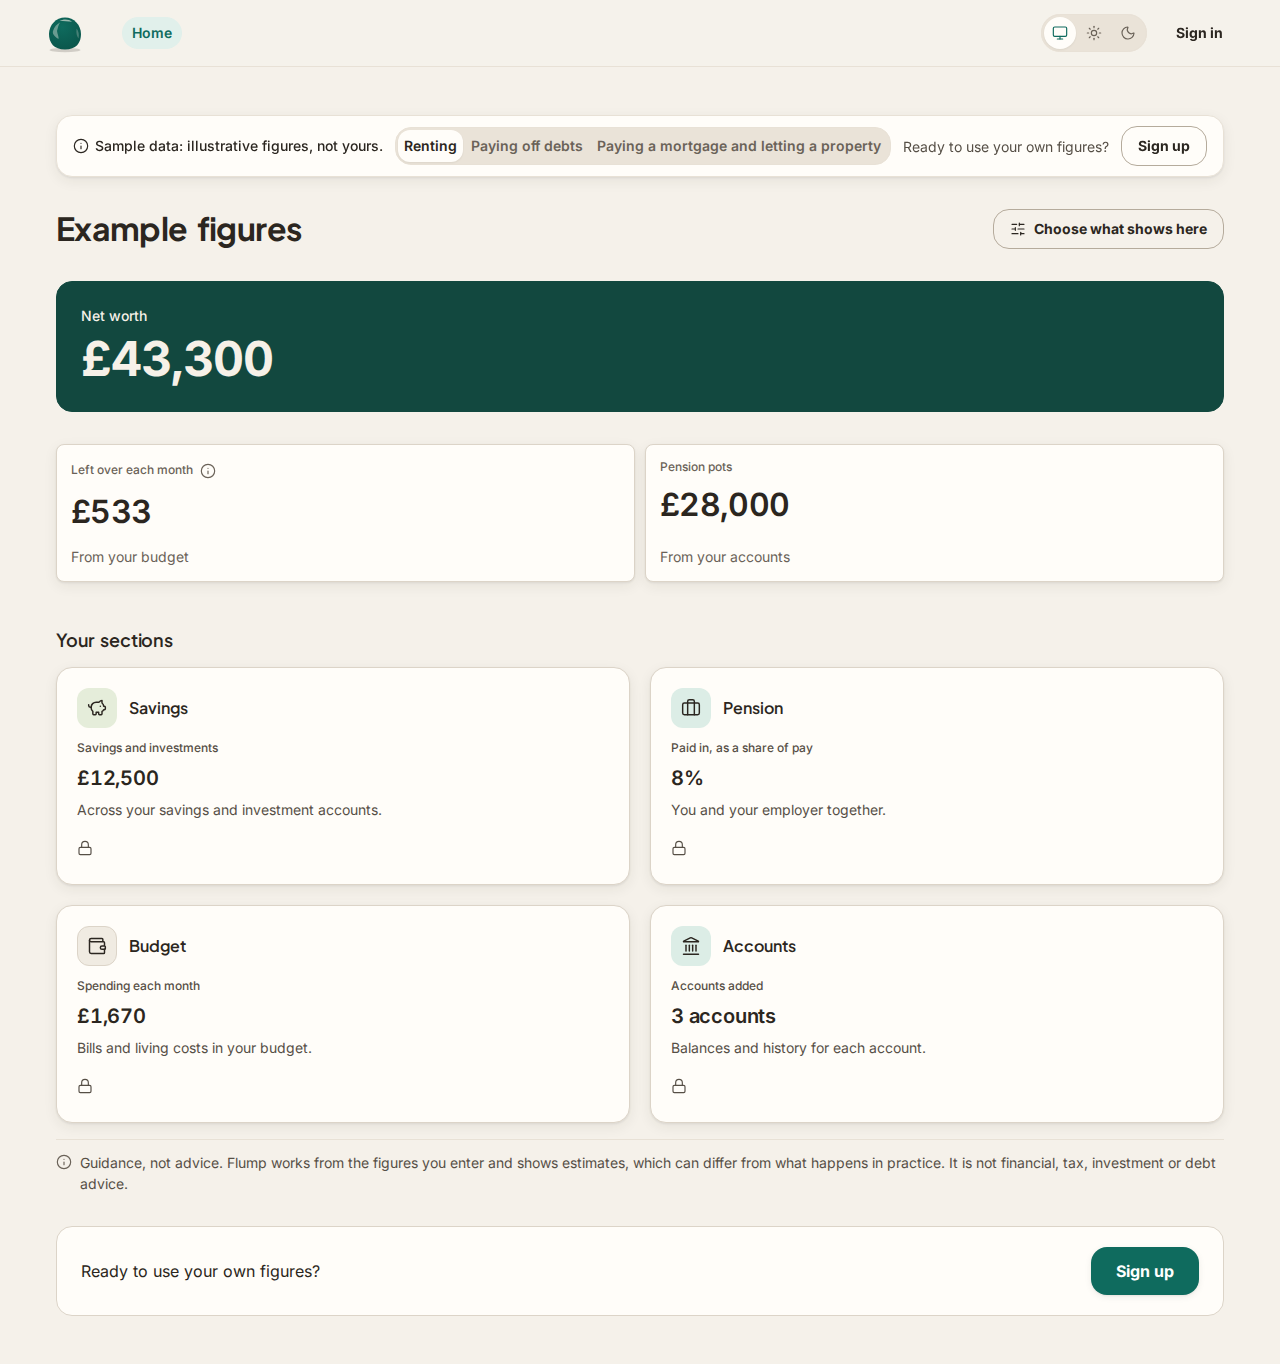 Home
Sign in
Sample data: illustrative figures, not yours.
Renting
Paying off debts
Paying a mortgage and letting a property
Ready to use your own figures?
Sign up
Example figures
Choose what shows here
Net worth
£43,300
Left over each month
£533
From your budget
Pension pots
£28,000
From your accounts
Your sections
Savings
Savings and investments
£12,500
Across your savings and investment accounts.
Pension
Paid in, as a share of pay
8%
You and your employer together.
Budget
Spending each month
£1,670
Bills and living costs in your budget.
Accounts
Accounts added
3 accounts
Balances and history for each account.
Guidance, not advice. Flump works from the figures you enter and shows estimates, which can differ from what happens in practice. It is not financial, tax, investment or debt
advice.
Ready to use your own figures?
Sign up